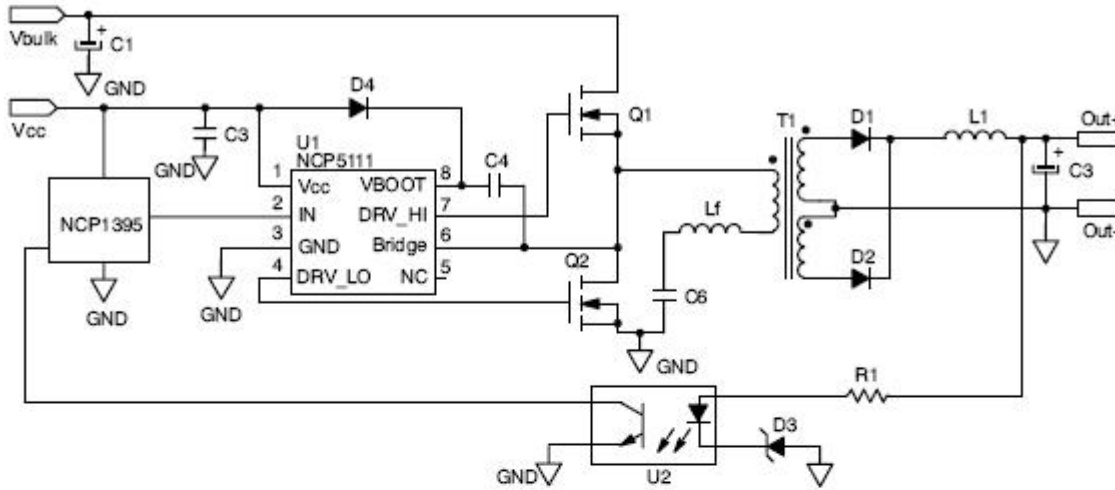 Vbulk
+
C1
GND
Vcc
D4
C3
GND
U1
NCP5111
C4
Q1
T1
D1
L1
Out-
+
C3
Out-
1
Vcc
VBOOT
8
2
IN
DRV_HI
7
3
GND
Bridge
6
4
DRV_LO
NC
5
NCP1395
GND
GND
Lf
Q2
C6
D2
GND
R1
D3
GND
U2